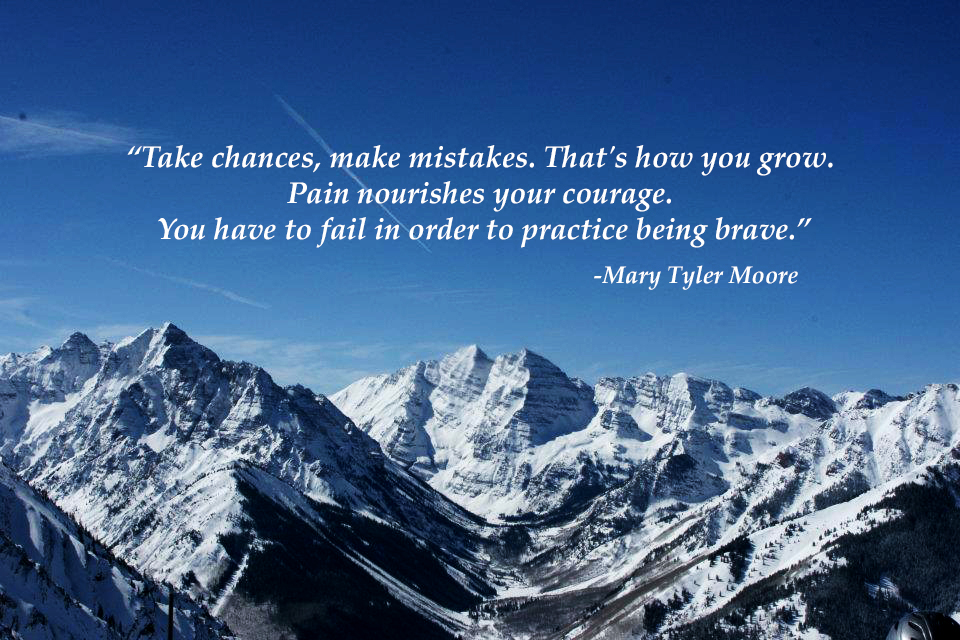 “Take chances, make mistakes. That's how you grow.
Pain nourishes your courage.
You have to fail in order to practice being brave.”
-Mary Tyler Moore